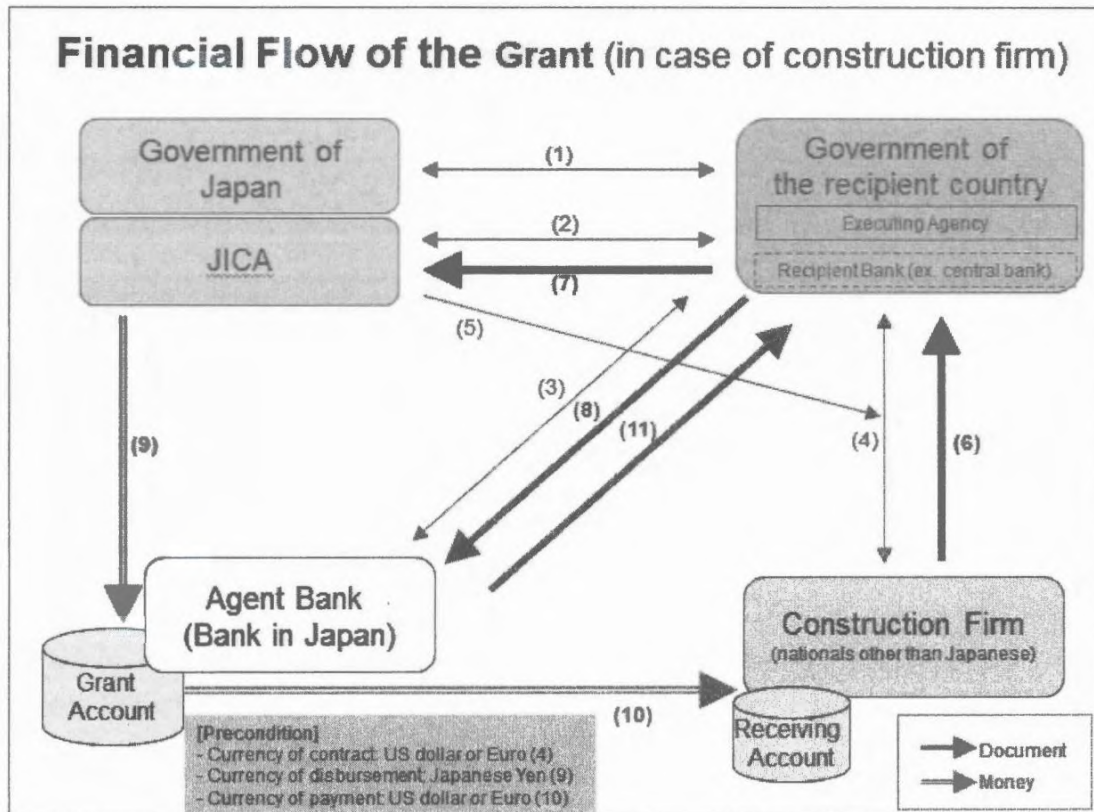 Financial Flow of the Grant (in case of construction firm)
Government of
Japan
JICA
(1)
(2)
(7)
Government of
the recipient country
Executing Agency
Recipient Bank (ex. central bank)
(5)
(3)
(8)
(11)
(4)
(6)
(9)
Agent Bank
(Bank in Japan)
Construction Firm
(nationals other than Japanese)
Grant
Account
(10)
Receiving
Account
[Precondition]
- Currency of contract: US dollar or Euro (4)
- Currency of disbursement: Japanese Yen (9)
- Currency of payment: US dollar or Euro (10)
Document
Money